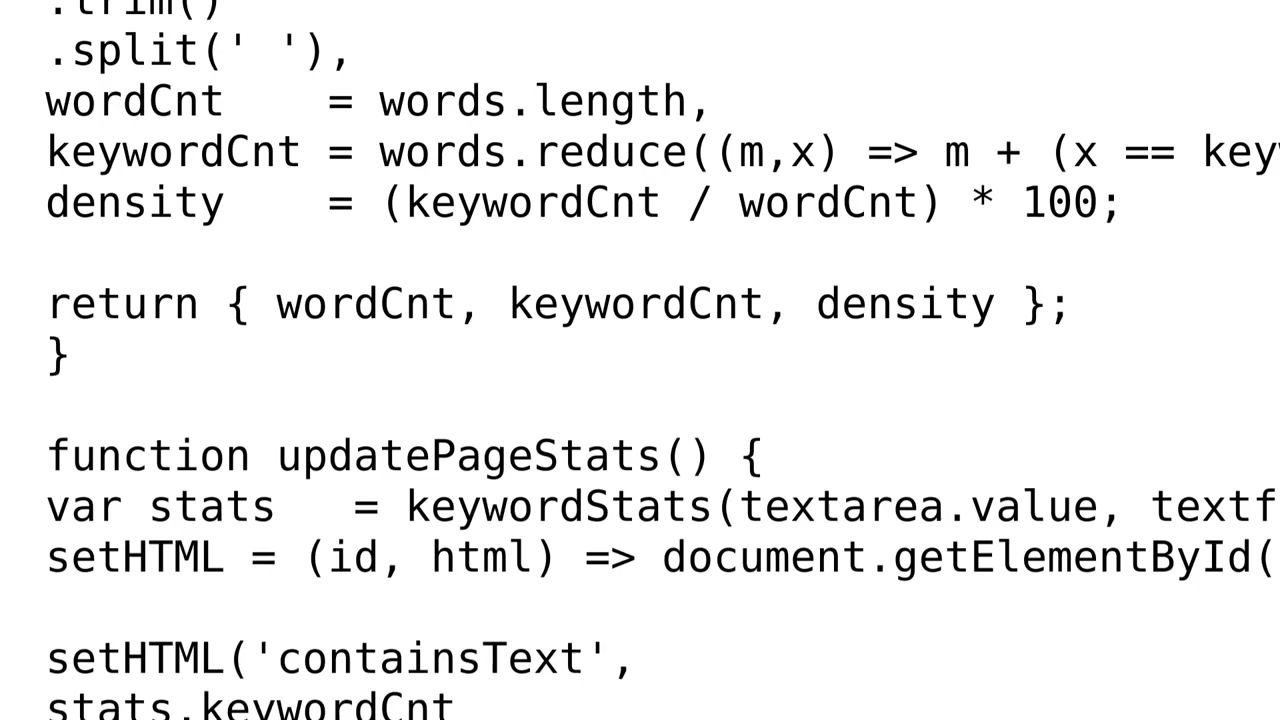 .trim()
.split(' '),
wordCnt    = words.length,
keywordCnt = words.reduce((m,x) => m + (x == key
density    = (keywordCnt / wordCnt) * 100;

return { wordCnt, keywordCnt, density };
}

function updatePageStats() {
var stats   = keywordStats(textarea.value, textf
setHTML = (id, html) => document.getElementById(

setHTML('containsText',
stats.keywordCnt